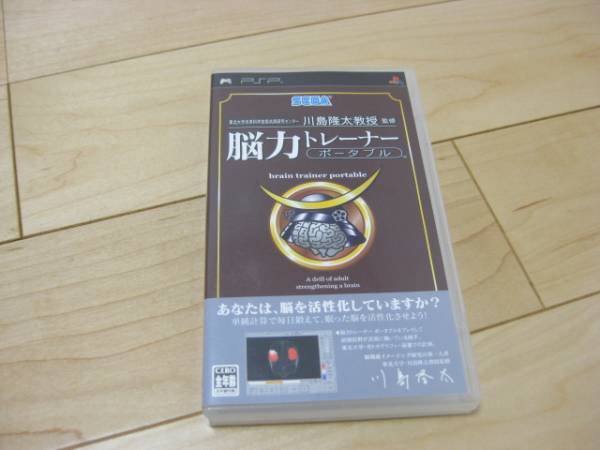 PSP
SEGA
東北大学未来科学技術共同研究センター 川島隆太教授 監修
脳力トレーナー
ポータブル
brain trainer portable
A drill of adult
strengthening a brain
あなたは、脳を活性化していますか?
単純計算で毎日鍛えて、眠った脳を活性化させよう!
CERO
全年齢
川島隆太